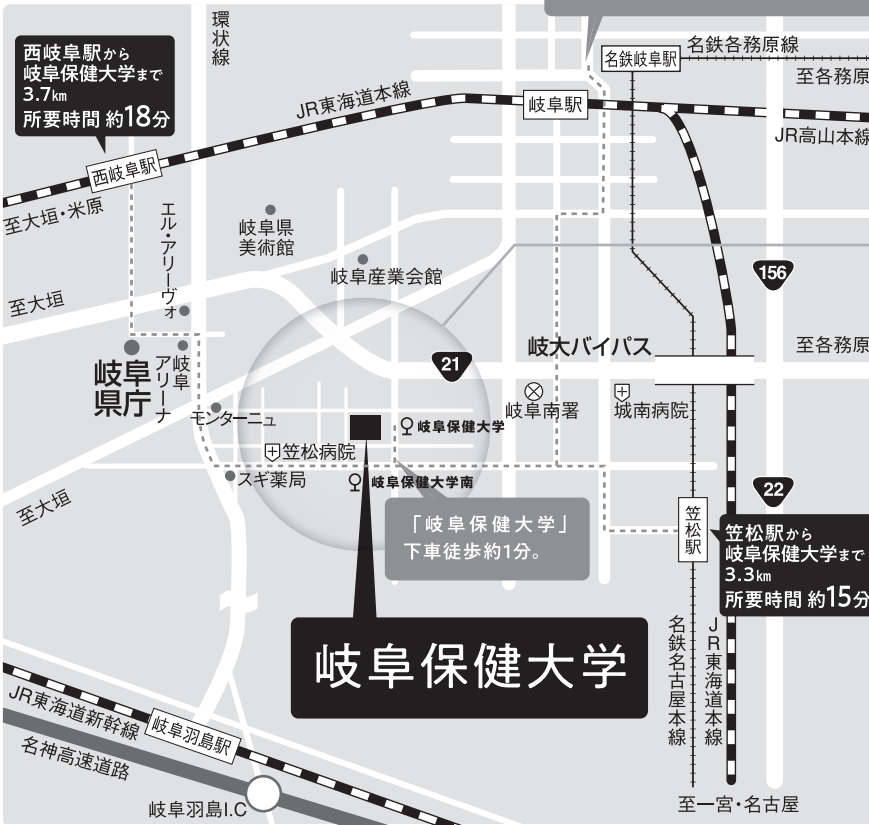 環状線
西岐阜駅から
岐阜保健大学まで
3.7km
所要時間 約18分
名鉄岐阜駅
名鉄各務原線
至各務原
JR東海道本線
岐阜駅
JR高山本線
西岐阜駅
至大垣・米原
エル・アリーヴォ
岐阜県
美術館
岐阜産業会館
至大垣
156
岐阜
県庁
岐阜
アリーナ
21
岐大バイパス
至各務原
モンターニュ
岐阜南署
城南病院
岐阜保健大学
笠松病院
スギ薬局
岐阜保健大学南
至大垣
22
「岐阜保健大学」
下車徒歩約1分。
笠松駅
笠松駅から
岐阜保健大学まで
3.3km
所要時間 約15分
岐阜保健大学
名鉄名古屋本線
JR東海道本線
JR東海道新幹線
岐阜羽島駅
名神高速道路
岐阜羽島I.C
至一宮・名古屋